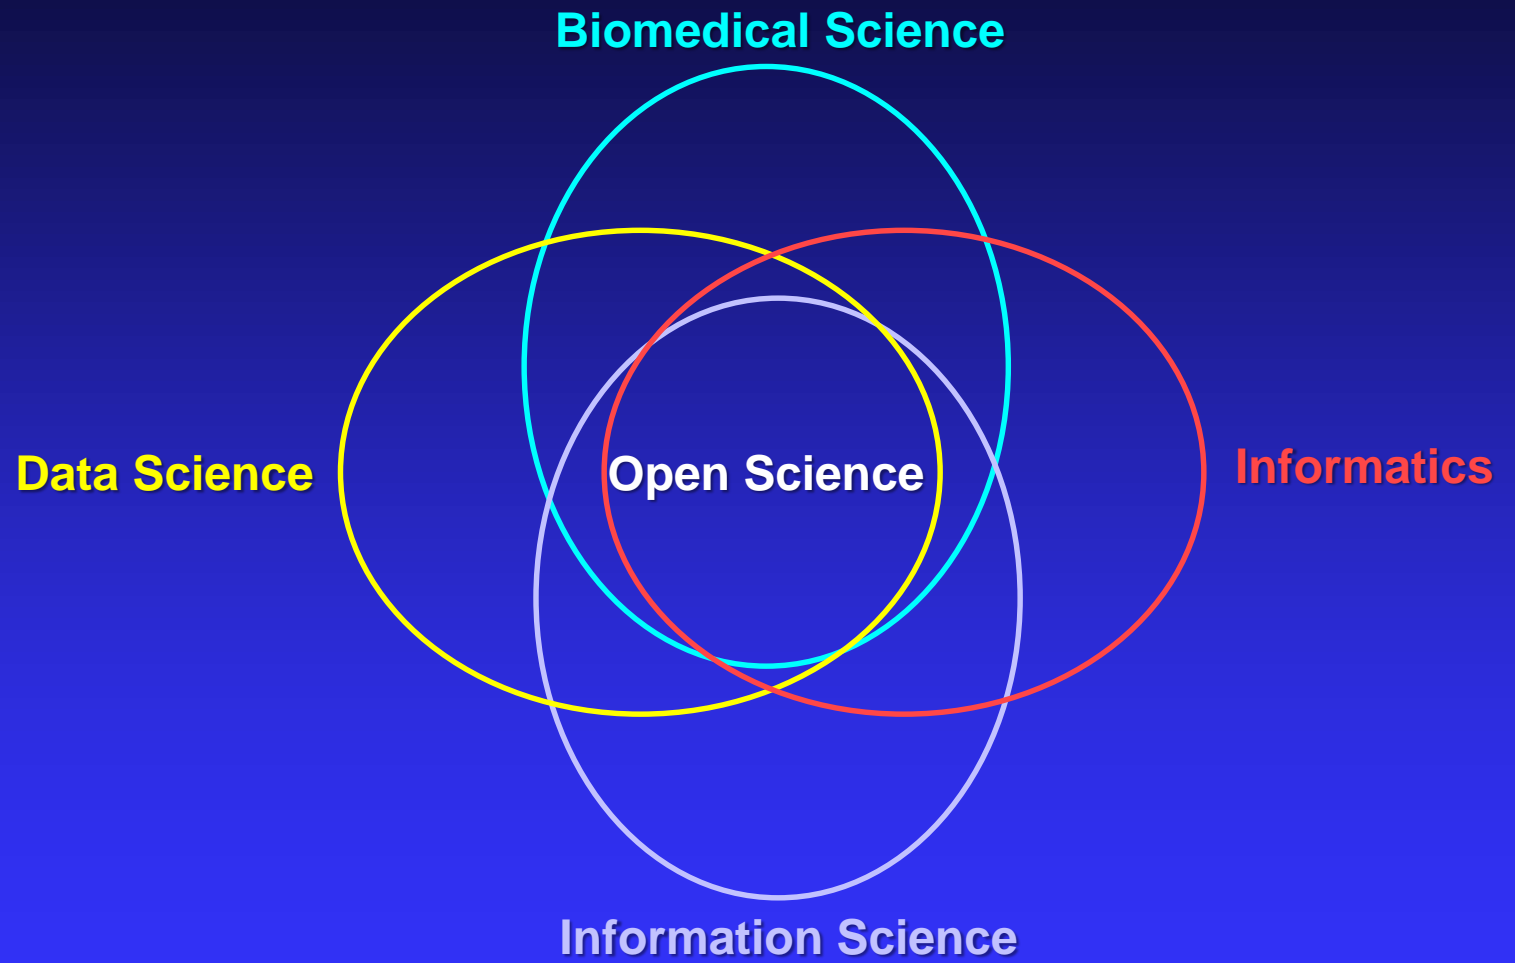 Biomedical Science
Data Science
Open Science
Informatics
Information Science